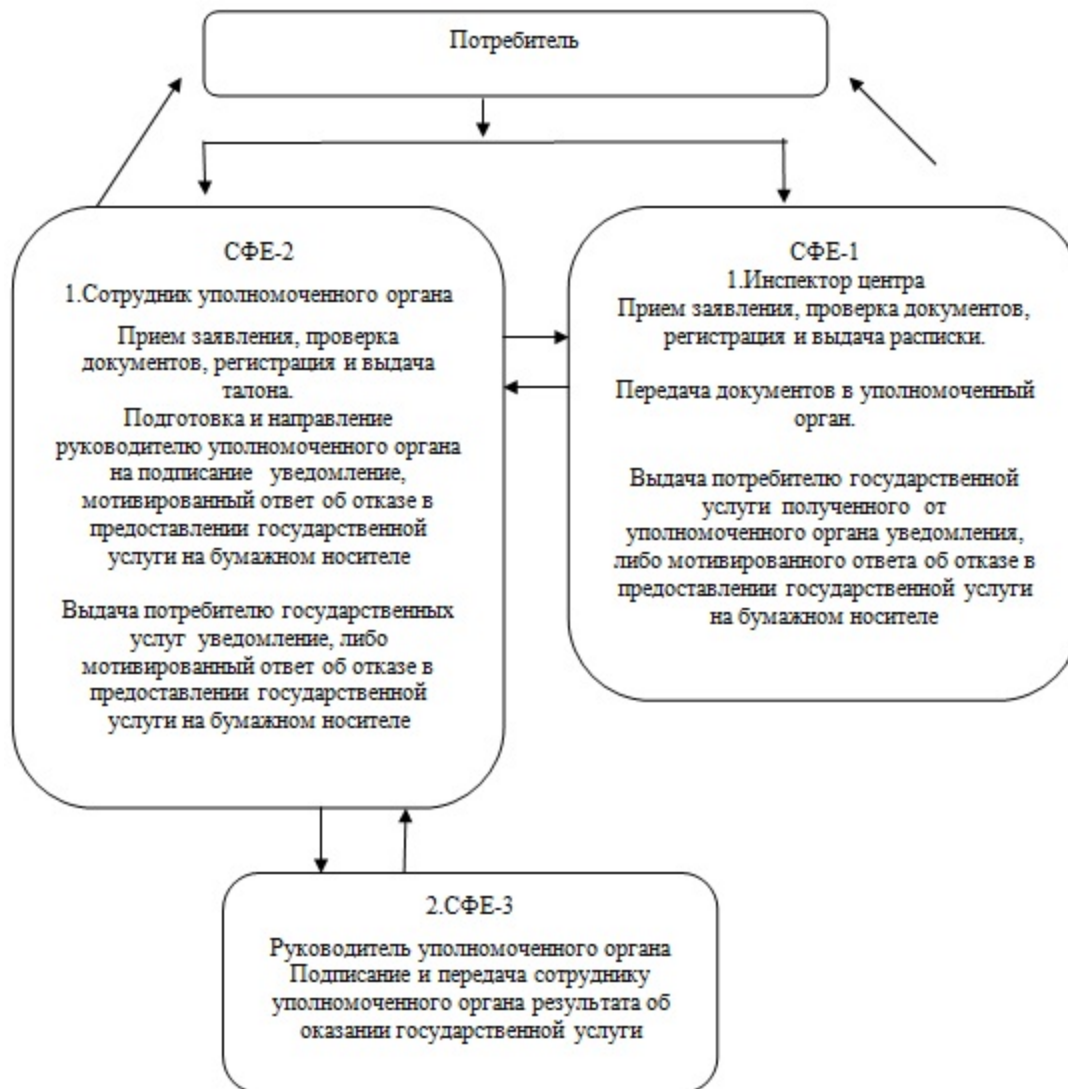 Потребитель
СФЕ-2
1.Сотрудник уполномоченного органа
Прием заявления, проверка
документов, регистрация и выдача
талона.
Подготовка и направление
руководителю уполномоченного органа
на подписание уведомление,
мотивированный ответ об отказе в
предоставлении государственной
услуги на бумажном носителе
Выдача потребителю государственных
услуг уведомление, либо
мотивированный ответ об отказе в
предоставлении государственной
услуги на бумажном носителе
СФЕ-1
1.Инспектор центра
Прием заявления, проверка документов,
регистрация и выдача расписки.
Передача документов в уполномоченный
орган.
Выдача потребителю государственной
услуги полученного от
уполномоченного органа уведомления,
либо мотивированного ответа об отказе в
предоставлении государственной услуги
на бумажном носителе
2.СФЕ-3
Руководитель уполномоченного органа
Подписание и передача сотруднику
уполномоченного органа результата об
оказании государственной услуги